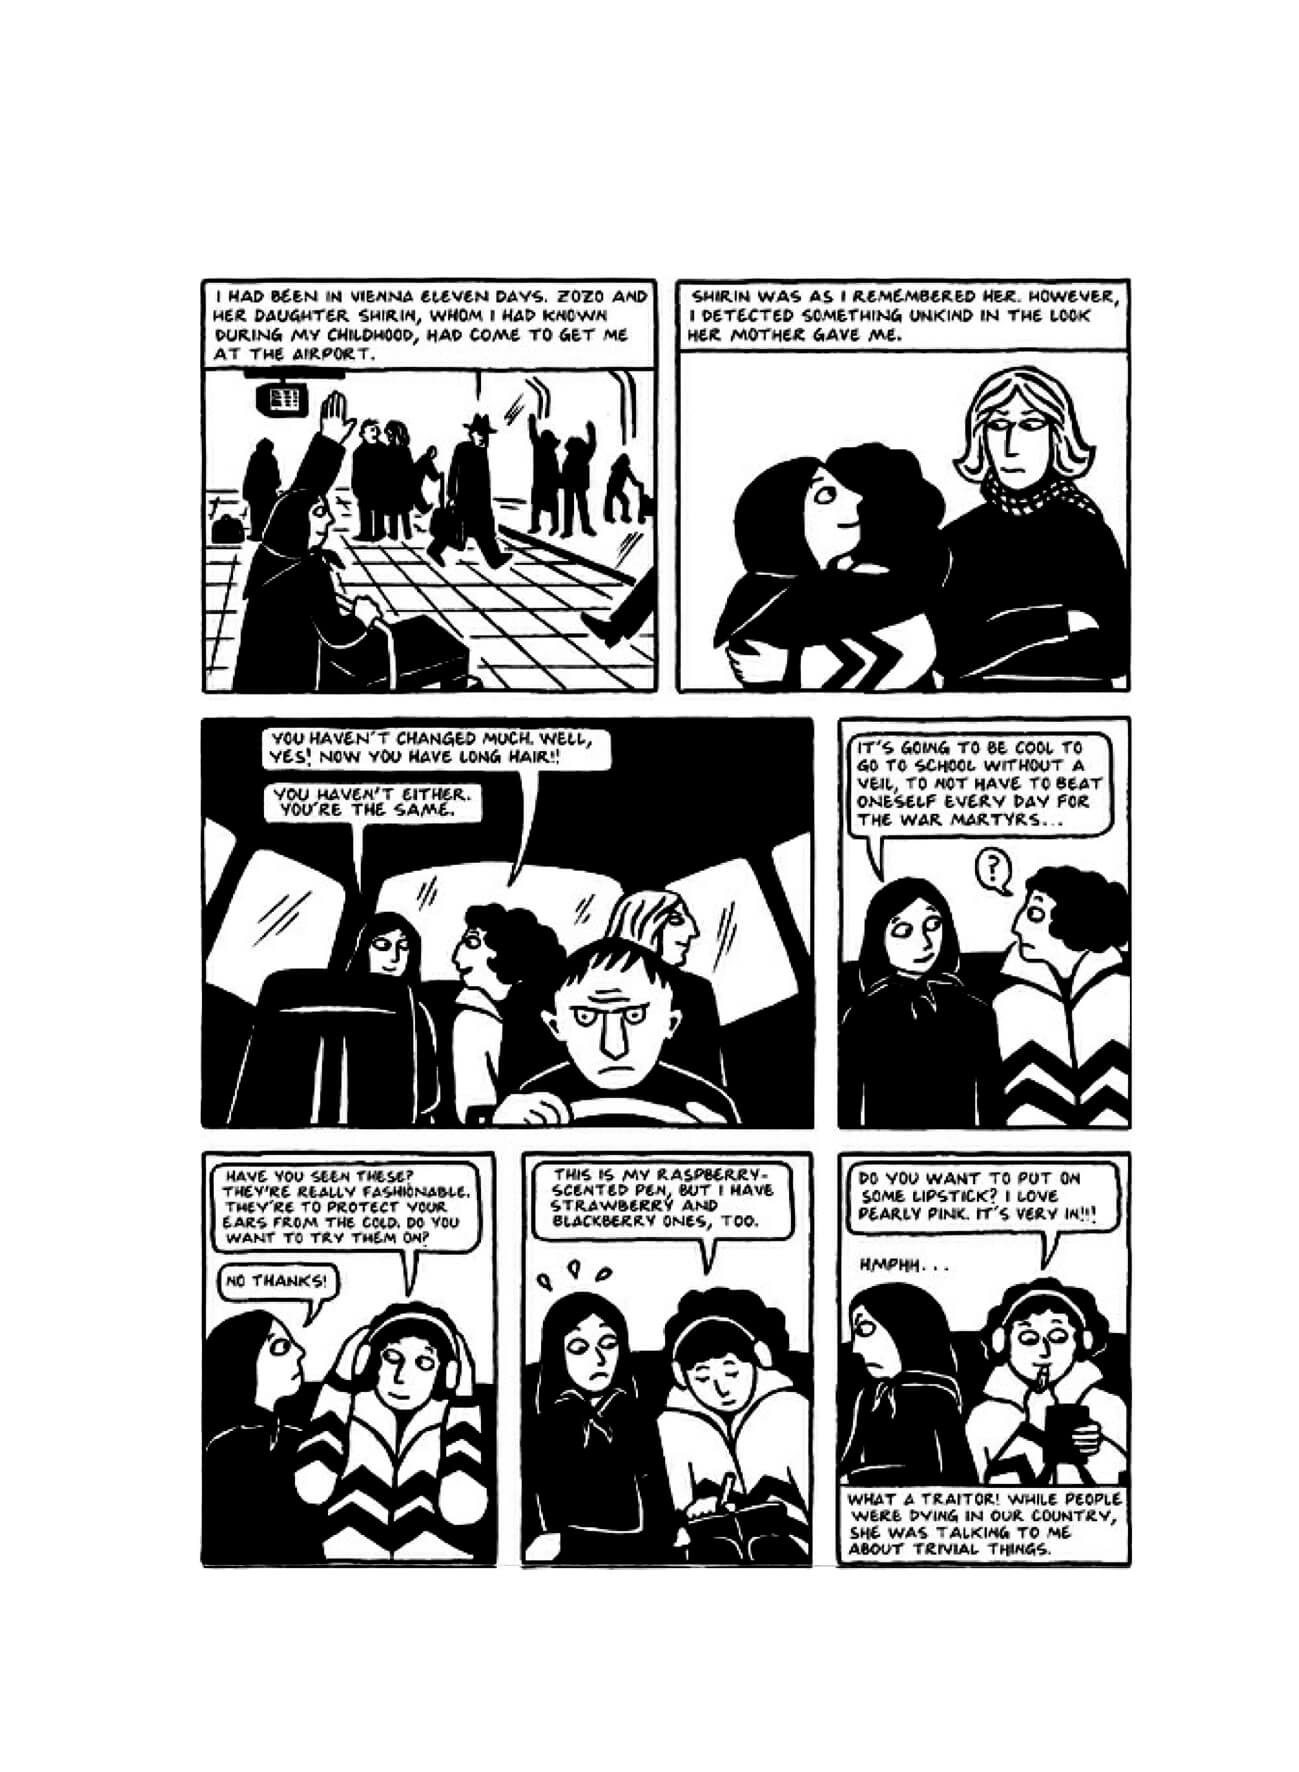 I HAD BEEN IN VIENNA ELEVEN DAYS. ZOZO AND
HER DAUGHTER SHIRIN, WHOM I HAD KNOWN
DURING MY CHILDHOOD, HAD COME TO GET ME
AT THE AIRPORT.
SHIRIN WAS AS I REMEMBERED HER. HOWEVER,
I DETECTED SOMETHING UNKIND IN THE LOOK
HER MOTHER GAVE ME.
YOU HAVEN'T CHANGED MUCH. WELL,
YES! NOW YOU HAVE LONG HAIR!!
YOU HAVEN'T EITHER.
YOU'RE THE SAME.
IT'S GOING TO BE COOL TO
GO TO SCHOOL WITHOUT A
VEIL, TO NOT HAVE TO BEAT
ONESELF EVERY DAY FOR
THE WAR MARTYRS...
?
HAVE YOU SEEN THESE?
THEY'RE REALLY FASHIONABLE.
THEY'RE TO PROTECT YOUR
EARS FROM THE COLD. DO YOU
WANT TO TRY THEM ON?
NO THANKS!
THIS IS MY RASPBERRY-
SCENTED PEN, BUT I HAVE
STRAWBERRY AND
BLACKBERRY ONES, TOO.
DO YOU WANT TO PUT ON
SOME LIPSTICK? I LOVE
PEARLY PINK. IT'S VERY IN!!!
HMPHH...
WHAT A TRAITOR! WHILE PEOPLE
WERE DYING IN OUR COUNTRY,
SHE WAS TALKING TO ME
ABOUT TRIVIAL THINGS.